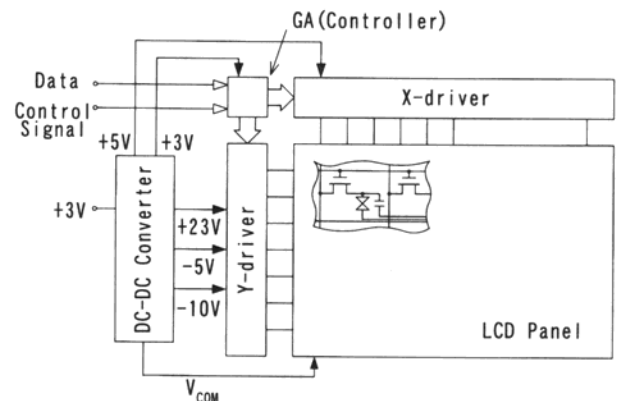 GA(Controller)
Data
Control
Signal
X-driver
+5V
+3V
+3V
DC-DC Converter
+23V
-5V
-10V
Y-driver
LCD Panel
VCOM